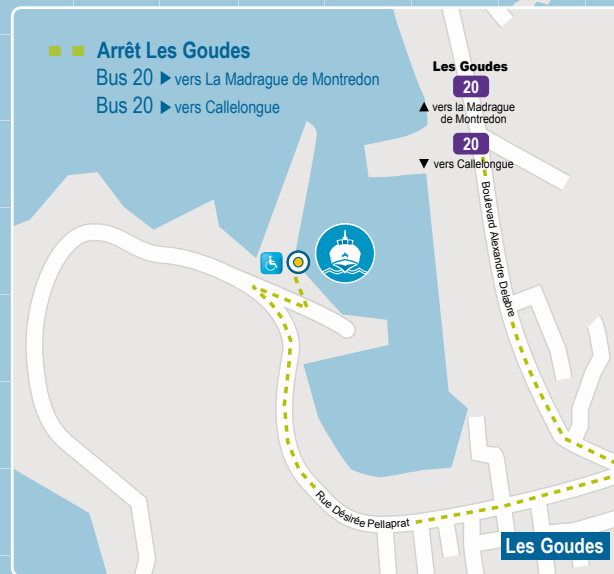 Arrêt Les Goudes
Bus 20 ▶ vers La Madrague de Montredon
Bus 20 ▶ vers Callelongue
Les Goudes
20
▲ vers la Madrague
de Montredon
20
▼ vers Callelongue
Boulevard Alexandre Delabre
Rue Désirée Pellaprat
Les Goudes